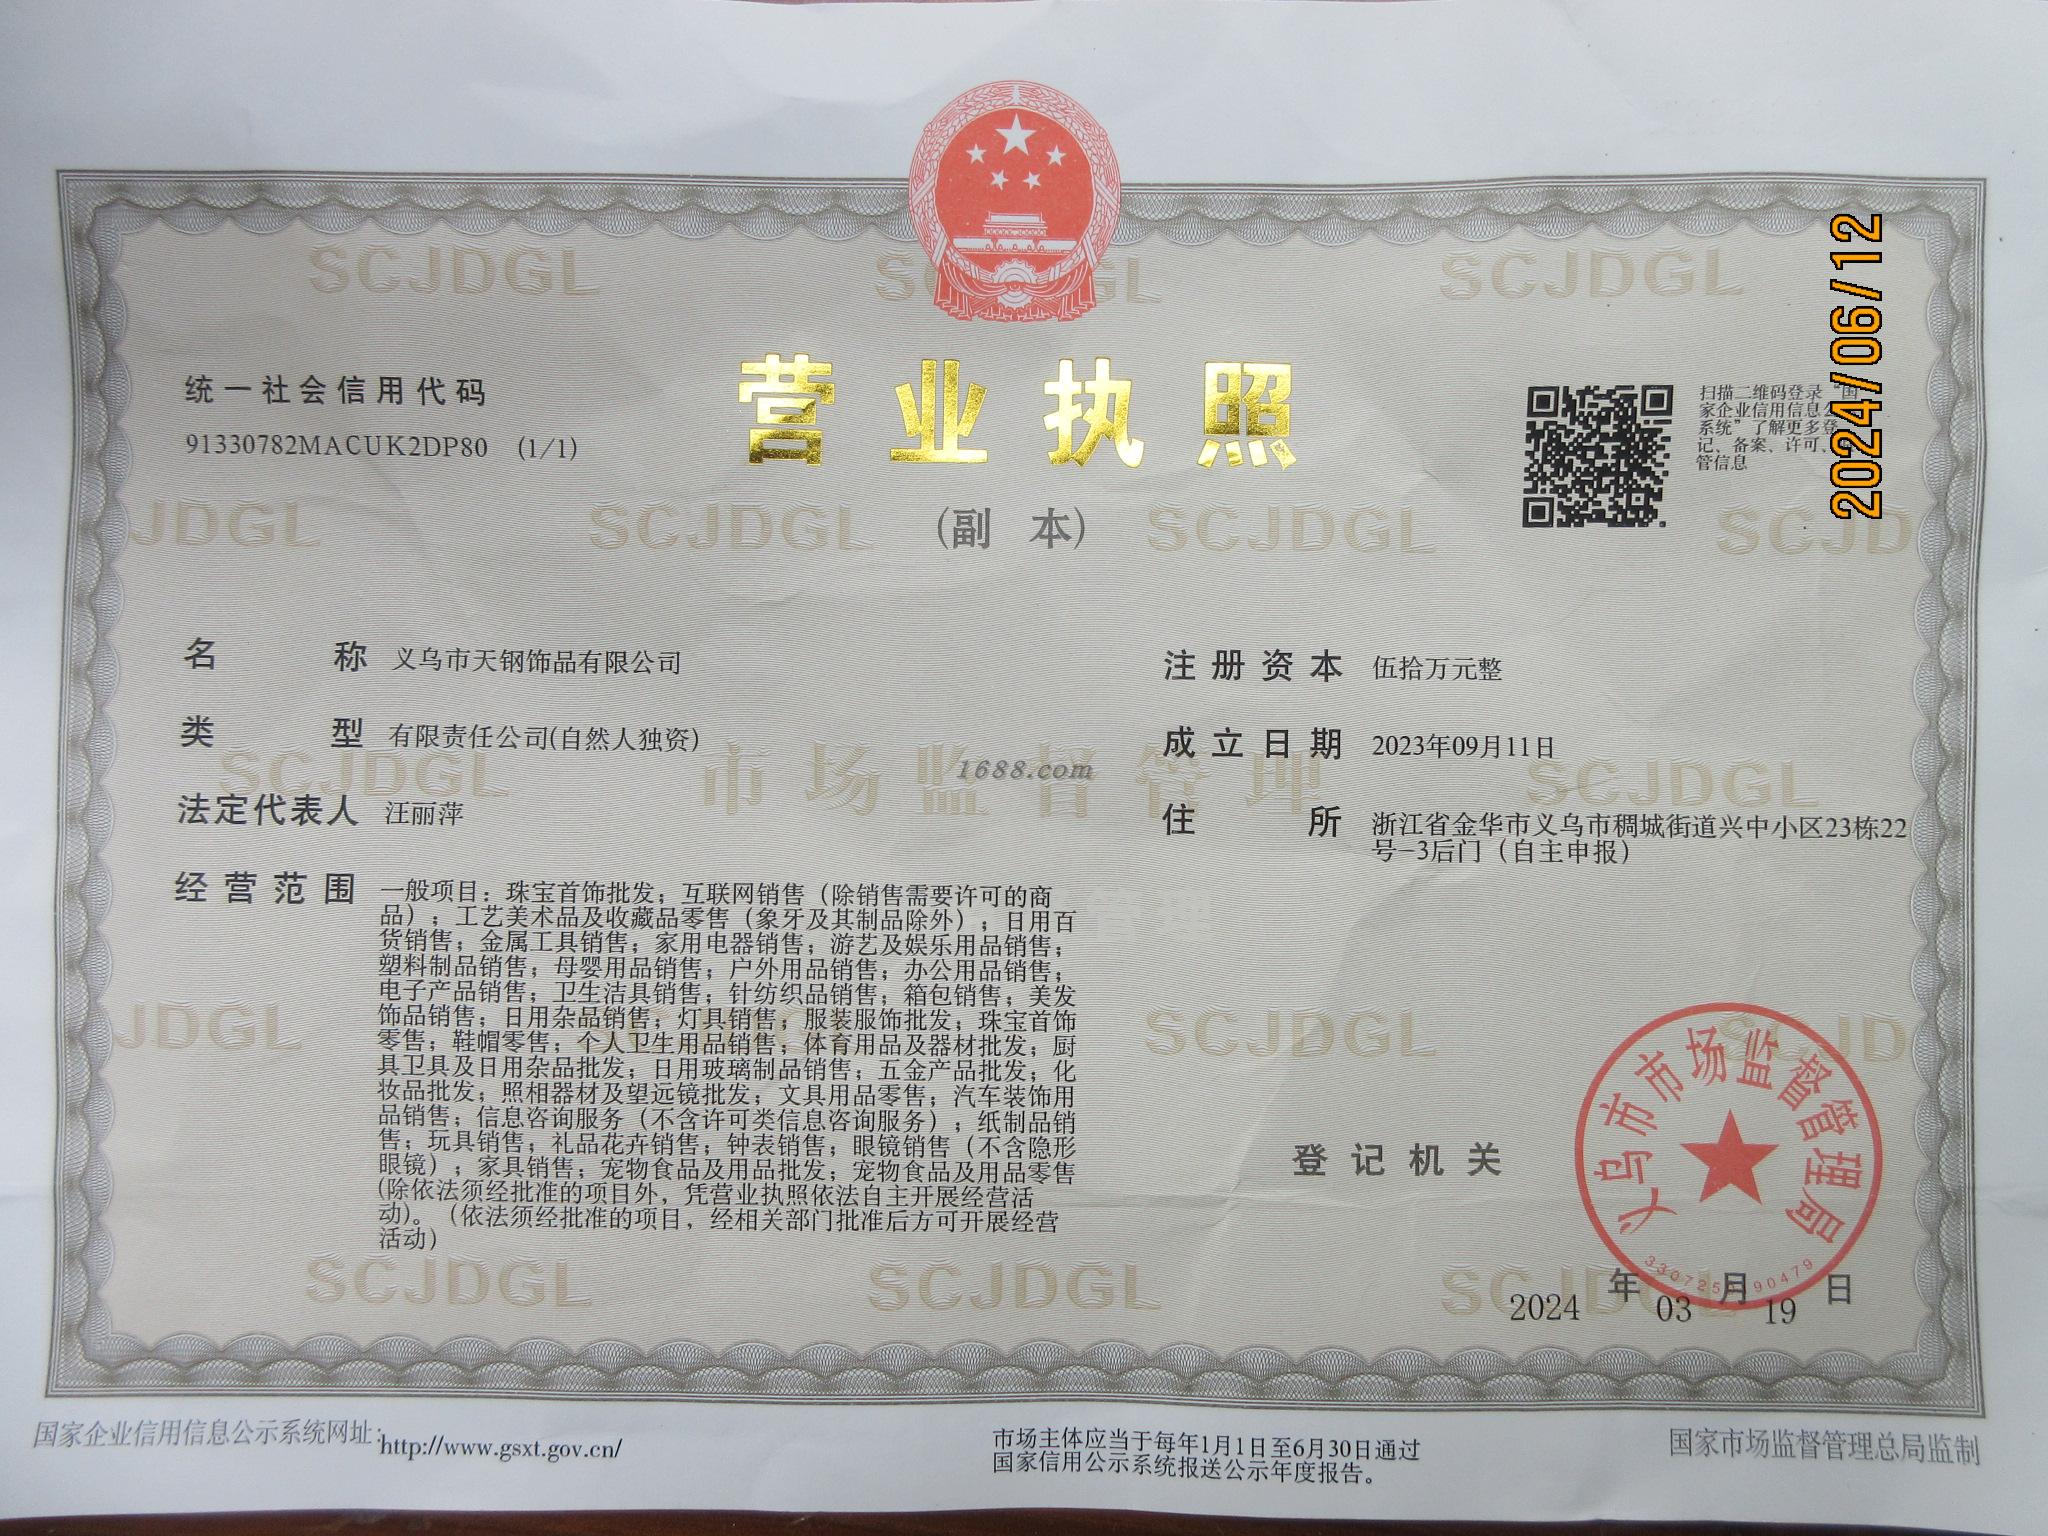 2024/06/12
统一社会信用代码
91330782MACUK2DP80 (1/1)
营业执照
(副本)
扫描二维码登录“国
家企业信用信息公
系统”了解更多登
记、备案、许可、
管信息
名称 义乌市天钢饰品有限公司
类型 有限责任公司(自然人独资)
法定代表人 汪丽萍
经营范围 一般项目：珠宝首饰批发；互联网销售（除销售需要许可的商
品）；工艺美术品及收藏品零售（象牙及其制品除外）；日用百
货销售；金属工具销售；家用电器销售；游艺及娱乐用品销售；
塑料制品销售；母婴用品销售；户外用品销售；办公用品销售；
电子产品销售；卫生洁具销售；针纺织品销售；箱包销售；美发
饰品销售；日用杂品销售；灯具销售；服装服饰批发；珠宝首饰
零售；鞋帽零售；个人卫生用品销售；体育用品及器材批发；厨
具卫具及日用杂品批发；日用玻璃制品销售；五金产品批发；化
妆品批发；照相器材及望远镜批发；文具用品零售；汽车装饰用
品销售；信息咨询服务（不含许可类信息咨询服务）；纸制品销
售；玩具销售；礼品花卉销售；钟表销售；眼镜销售（不含隐形
眼镜）；家具销售；宠物食品及用品批发；宠物食品及用品零售
(除依法须经批准的项目外，凭营业执照依法自主开展经营活
动)。（依法须经批准的项目，经相关部门批准后方可开展经营
活动）
注册资本 伍拾万元整
成立日期 2023年09月11日
住所 浙江省金华市义乌市稠城街道兴中小区23栋22
号-3后门（自主申报）
1688.com
市场监督管理
SCJDGL
登记机关
义乌市市场监督管理局
2024年03月19日
国家企业信用信息公示系统网址：http://www.gsxt.gov.cn/
市场主体应当于每年1月1日至6月30日通过
国家信用公示系统报送公示年度报告。
国家市场监督管理总局监制